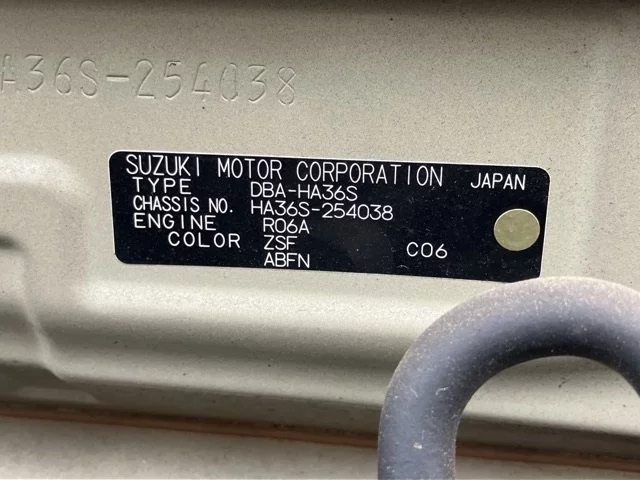 A36S-254038
SUZUKI MOTOR CORPORATION JAPAN
TYPE DBA-HA36S
CHASSIS NO. HA36S-254038
ENGINE R06A
COLOR ZSF C06
ABFN